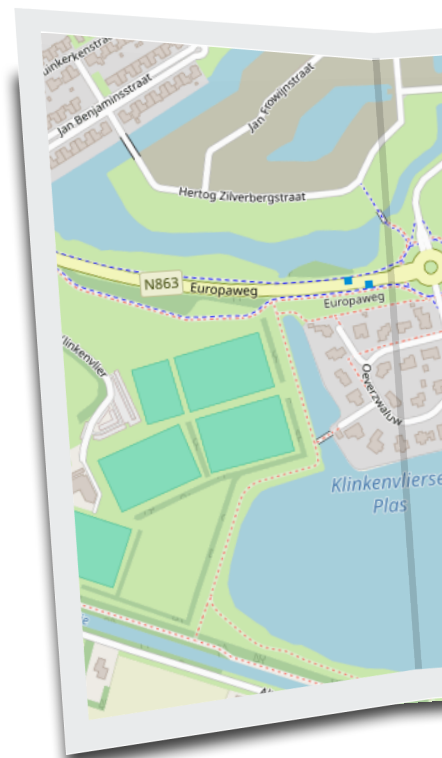 Jan Benjaminsstraat
Jan Frowijnstraat
Hertog Zilverbergstraat
N863
Europaweg
Europaweg
Klinkenvlier
Oeverzwaluw
Klinkenvlierse
Plas